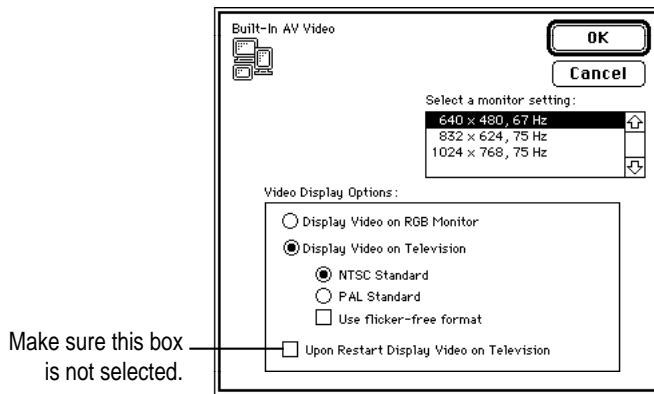 Built-In AV Video
OK
Cancel
Select a monitor setting:
640 x 480, 67 Hz
832 x 624, 75 Hz
1024 x 768, 75 Hz
Video Display Options:
Display Video on RGB Monitor
Display Video on Television
NTSC Standard
PAL Standard
Use flicker-free format
Make sure this box
is not selected.
Upon Restart Display Video on Television